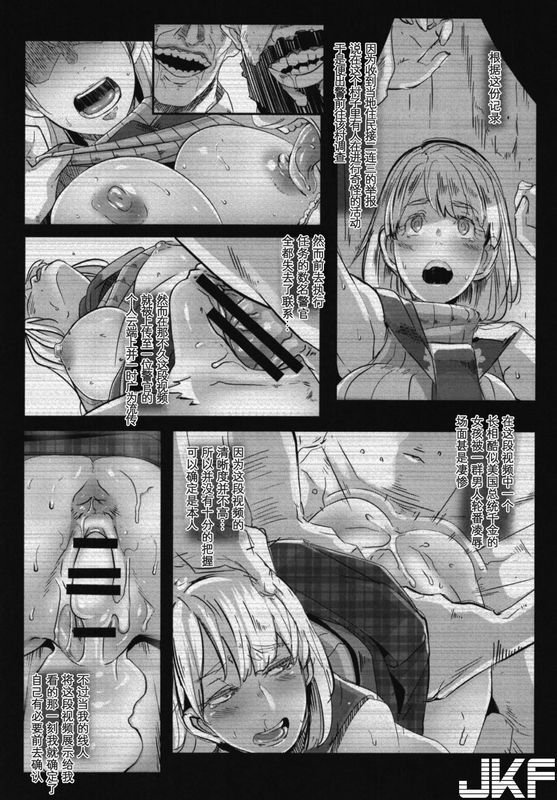 根据这份记录
因为收到当地住民接二连三的举报
说在这个村子里有人在进行奇怪的活动
于是便出警前往该村调查
然而前去执行
任务的数名警官
全都失去了联系…
然而在那不久这段视频
就被上传至一位警官的
个人云端上并一时广为流传
在这段视频中一个
长相酷似美国总统千金的
女孩被一群男人轮番凌辱
场面甚是凄惨
因为这段视频的
清晰度并不高…
所以并没有十分的把握
可以确定是本人
不过当我的线人
将这段视频展示给我
看的那一刻我就确定了
自己有必要前去确认
JKF